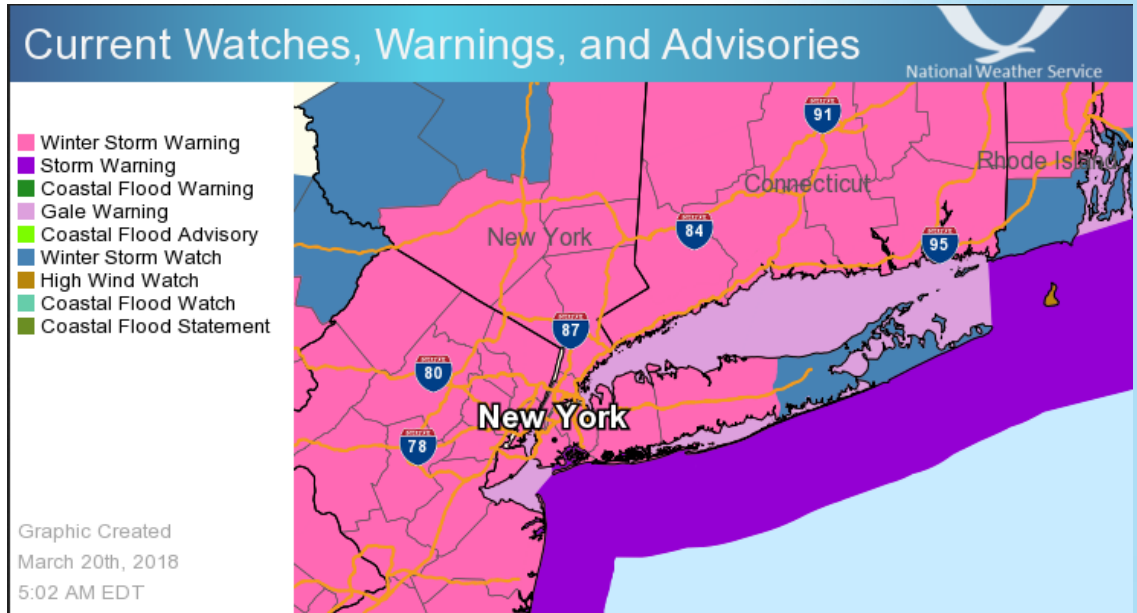 Current Watches, Warnings, and Advisories
National Weather Service
Winter Storm Warning
Storm Warning
Coastal Flood Warning
Gale Warning
Coastal Flood Advisory
Winter Storm Watch
High Wind Watch
Coastal Flood Watch
Coastal Flood Statement
91
Rhode Island
Connecticut
84
New York
95
87
80
New York
78
Graphic Created
March 20th, 2018
5:02 AM EDT